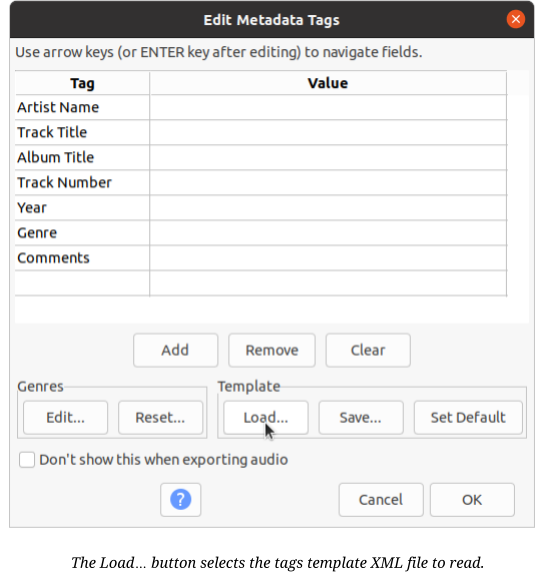 Edit Metadata Tags
Use arrow keys (or ENTER key after editing) to navigate fields.
Tag Value
Artist Name
Track Title
Album Title
Track Number
Year
Genre
Comments
Add Remove Clear
Genres Template
Edit... Reset... Load... Save... Set Default
Don't show this when exporting audio
? Cancel OK
The Load... button selects the tags template XML file to read.